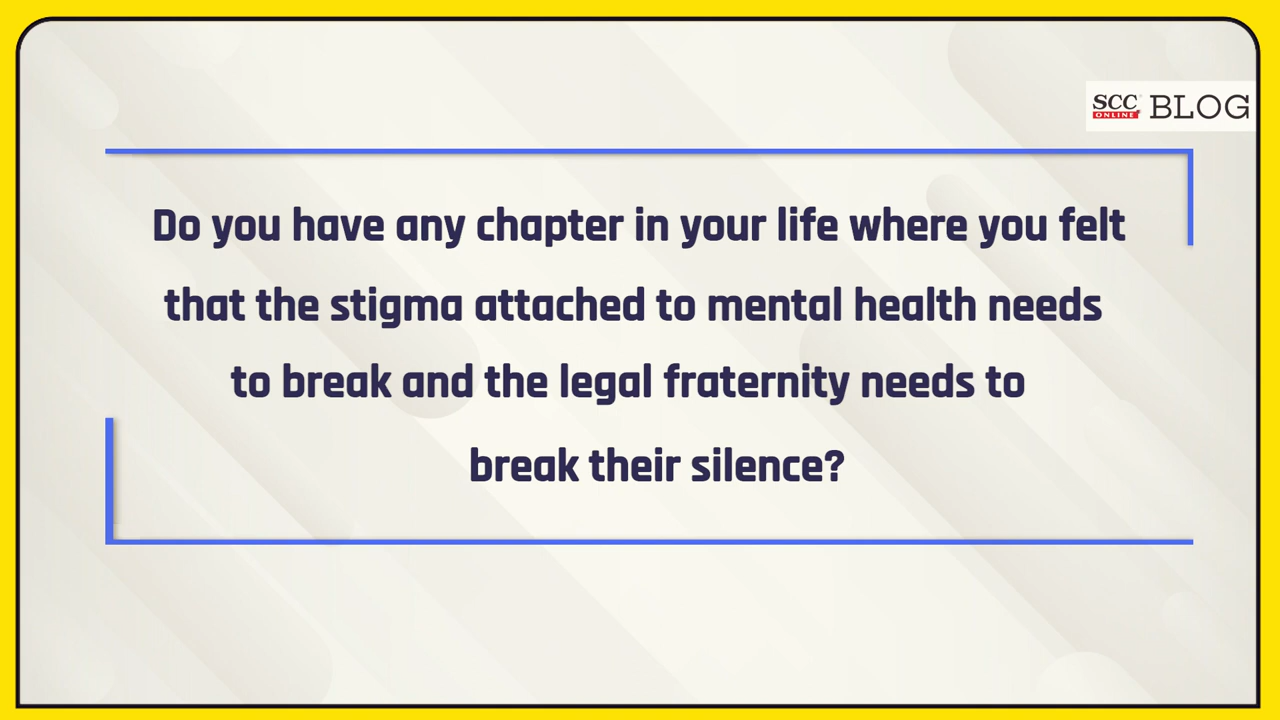 SCC ONLINE BLOG
Do you have any chapter in your life where you felt
that the stigma attached to mental health needs
to break and the legal fraternity needs to
break their silence?